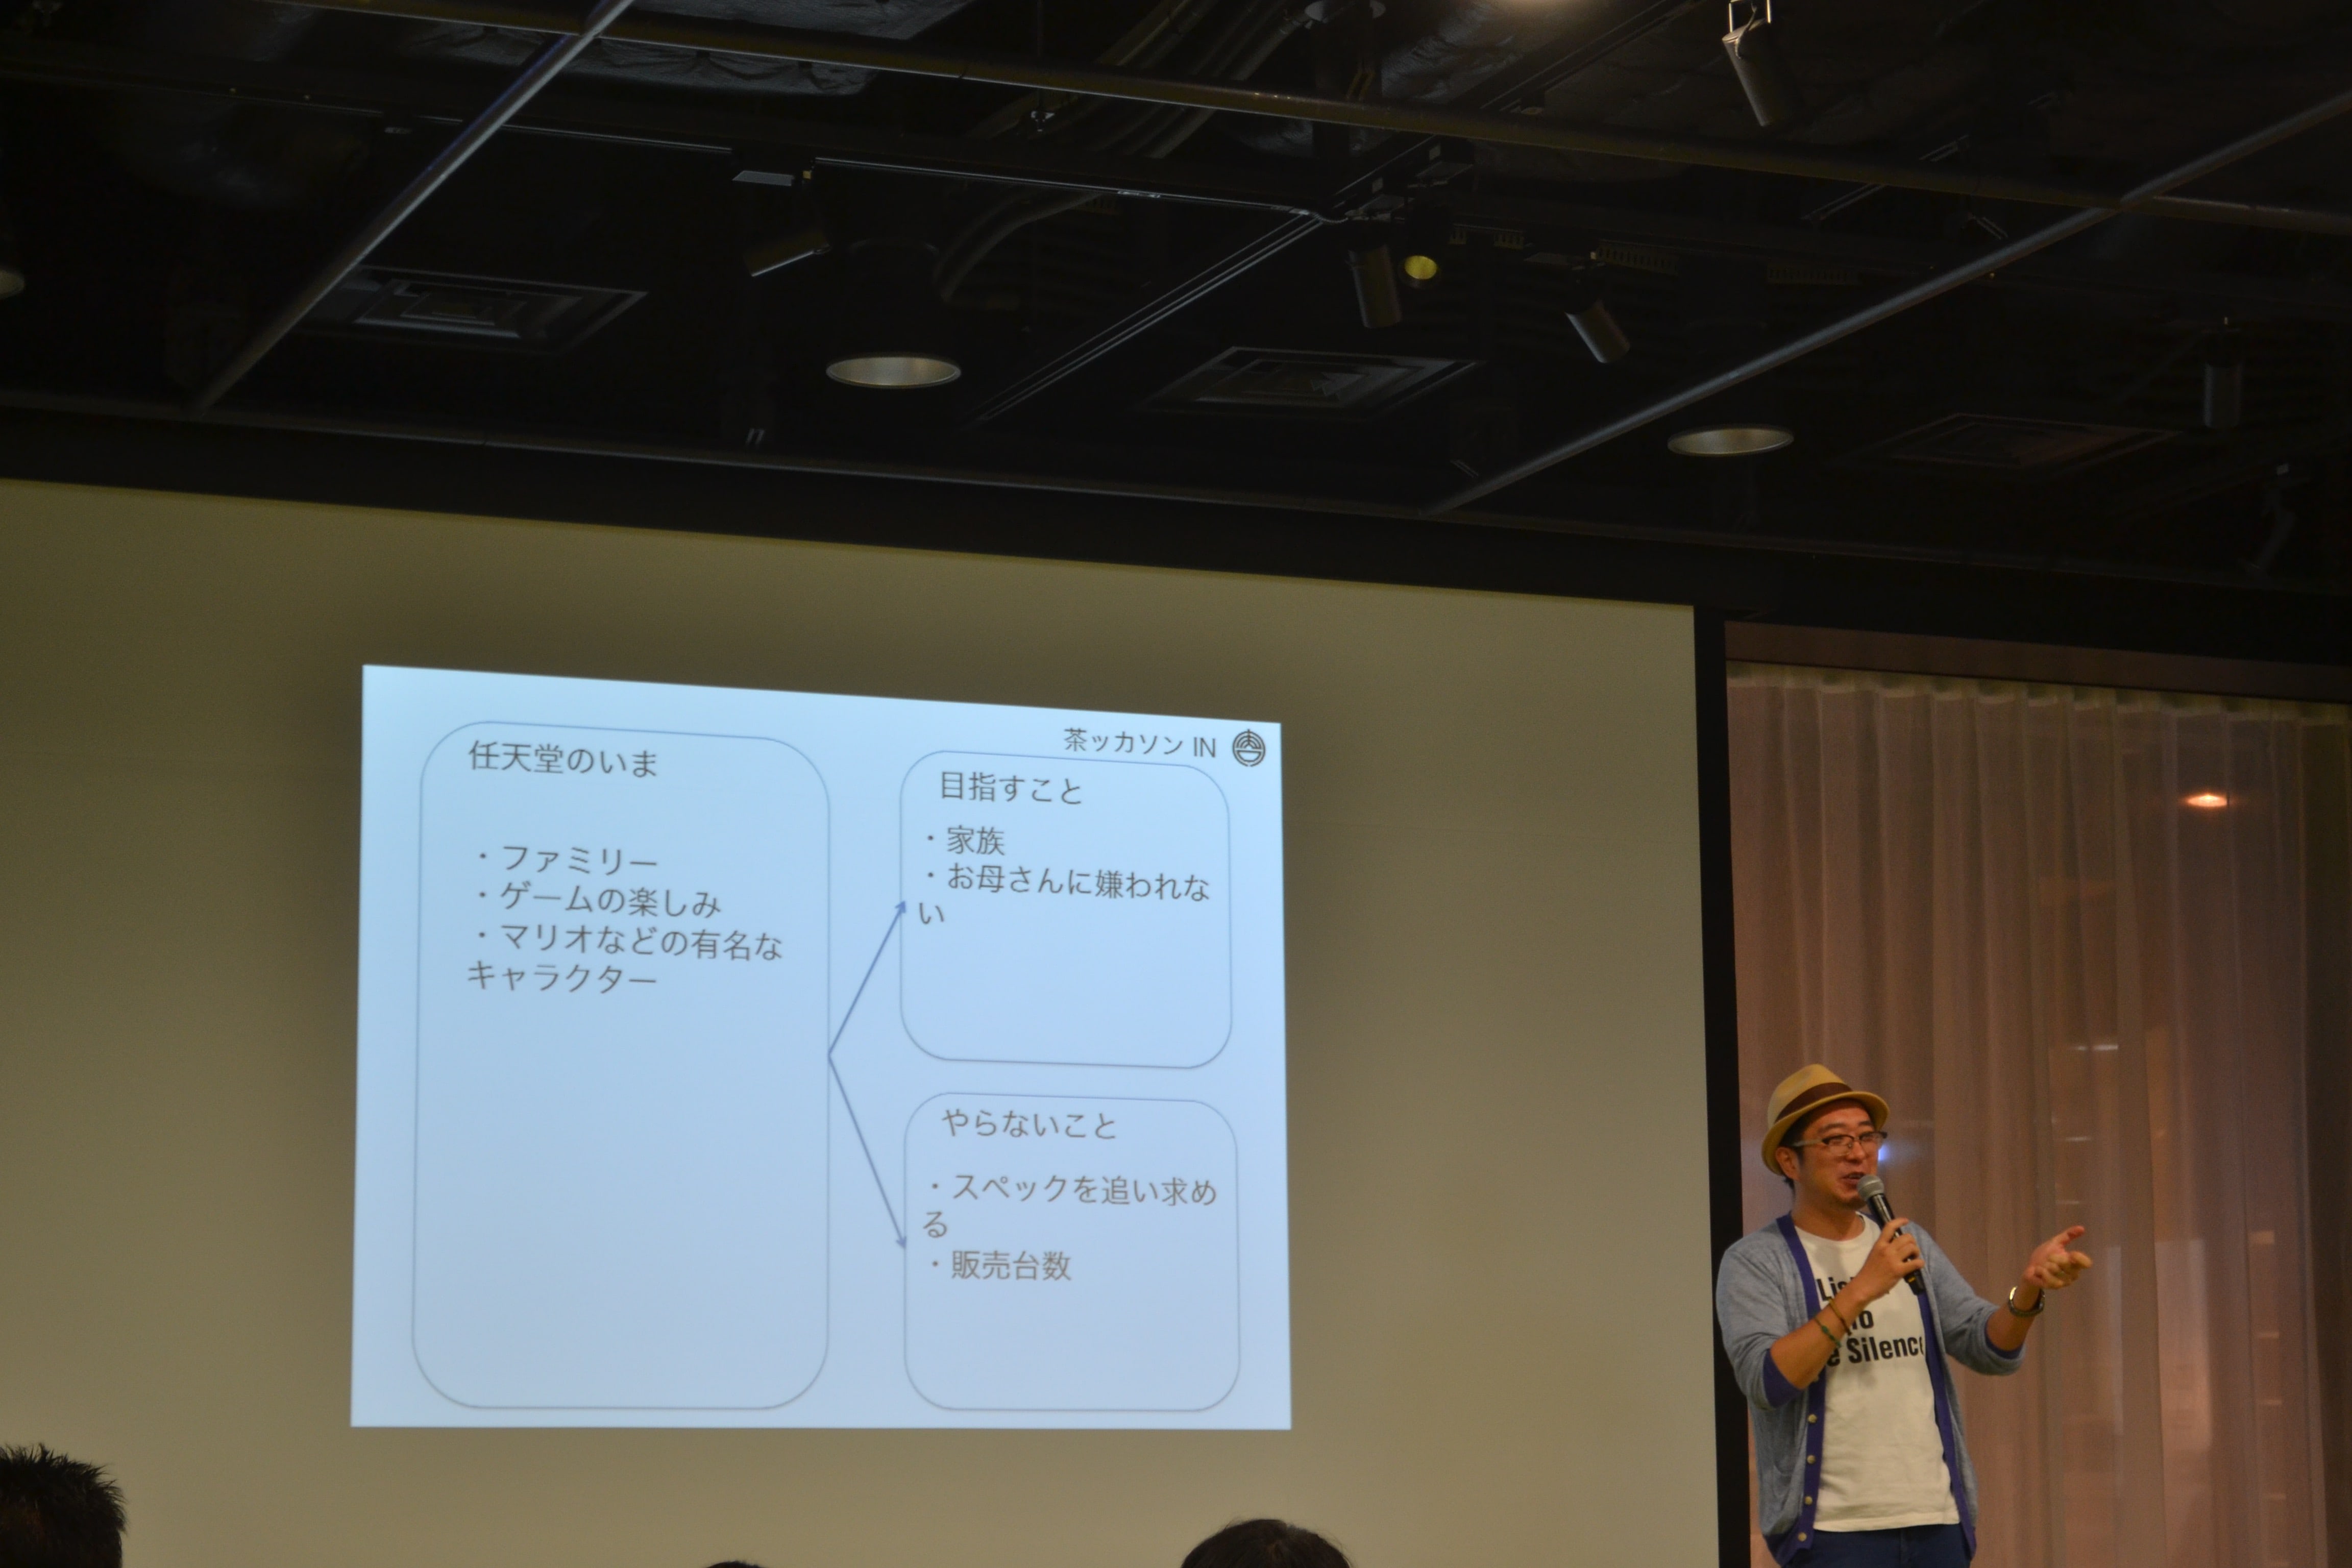 茶ッカソン IN
任天堂のいま
・ファミリー
・ゲームの楽しみ
・マリオなどの有名な
キャラクター
目指すこと
・家族
・お母さんに嫌われな
い
やらないこと
・スペックを追い求め
る
・販売台数
Silence